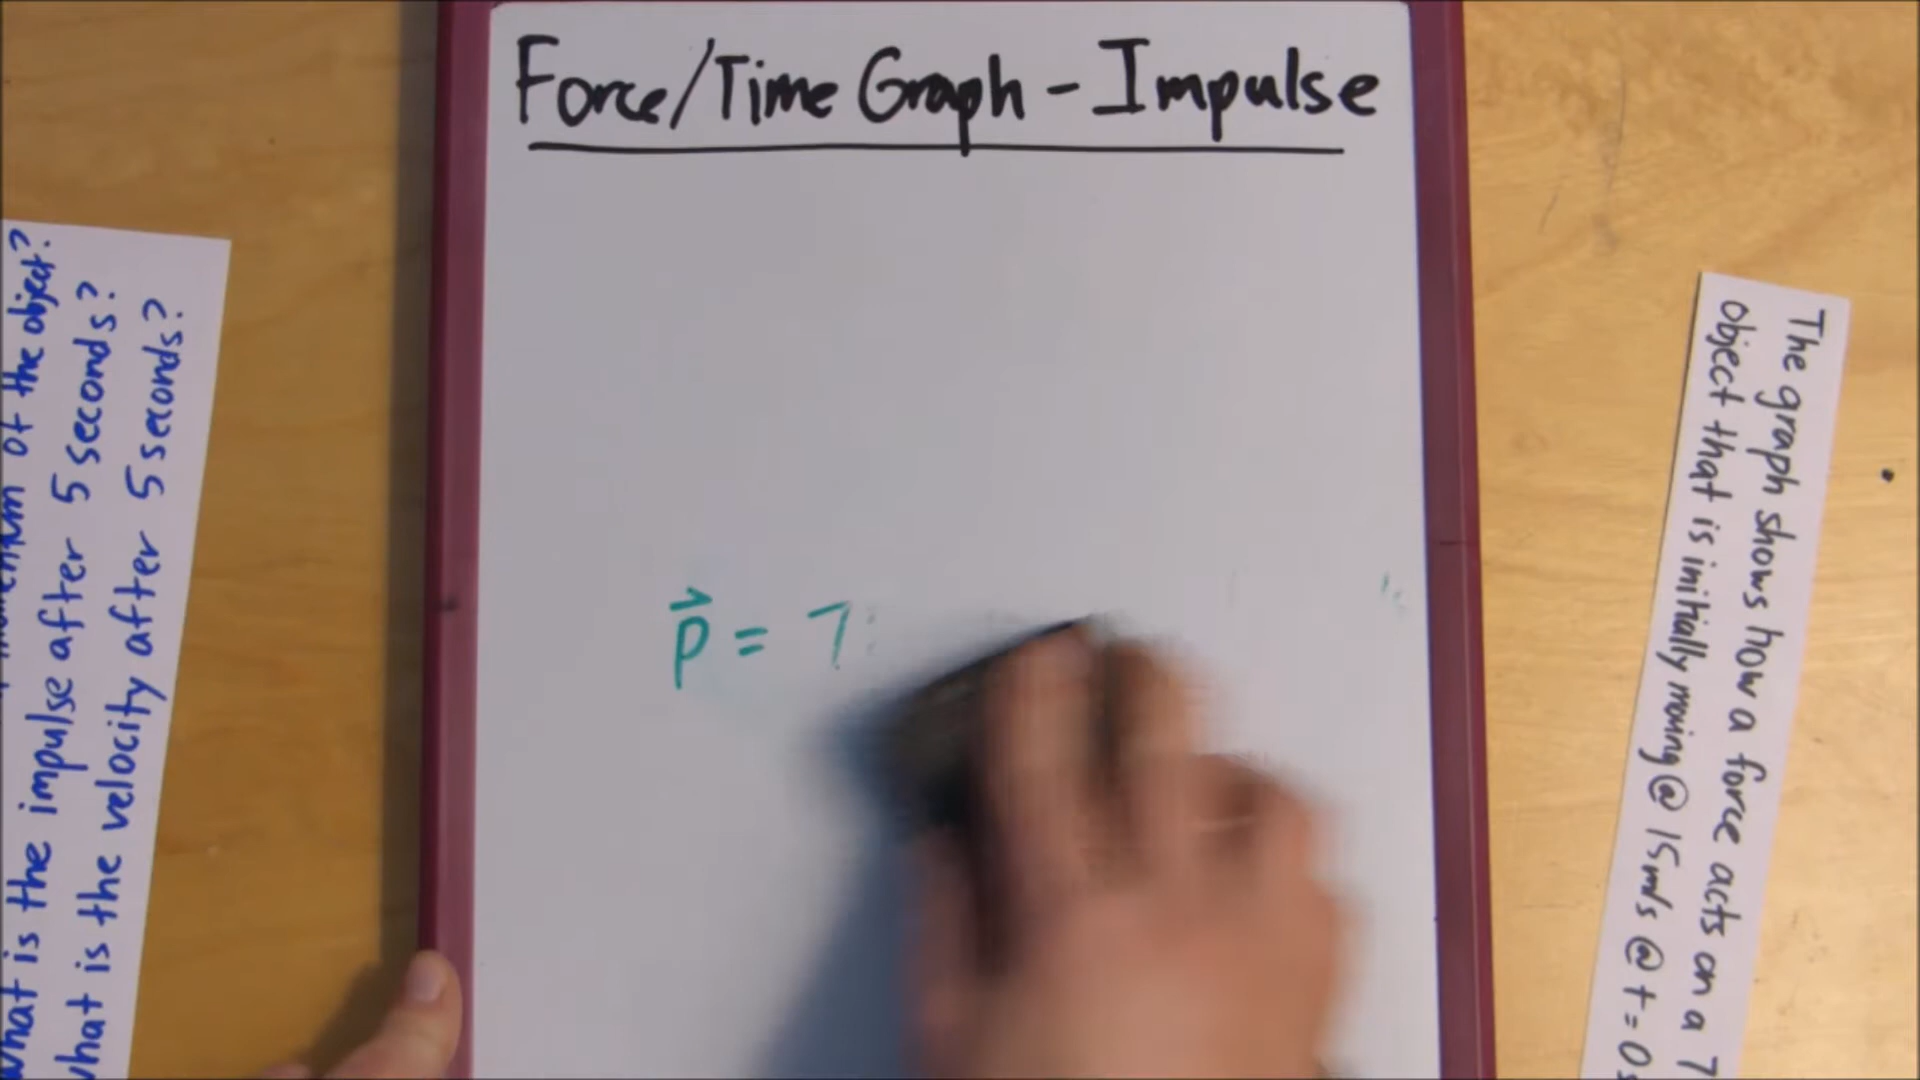 Force/Time Graph - Impulse
p = 7
of the object?
what is the impulse after 5 seconds?
what is the velocity after 5 seconds?
The graph shows how a force acts on a 7
object that is initially moving @ 15m/s @ t = 0s